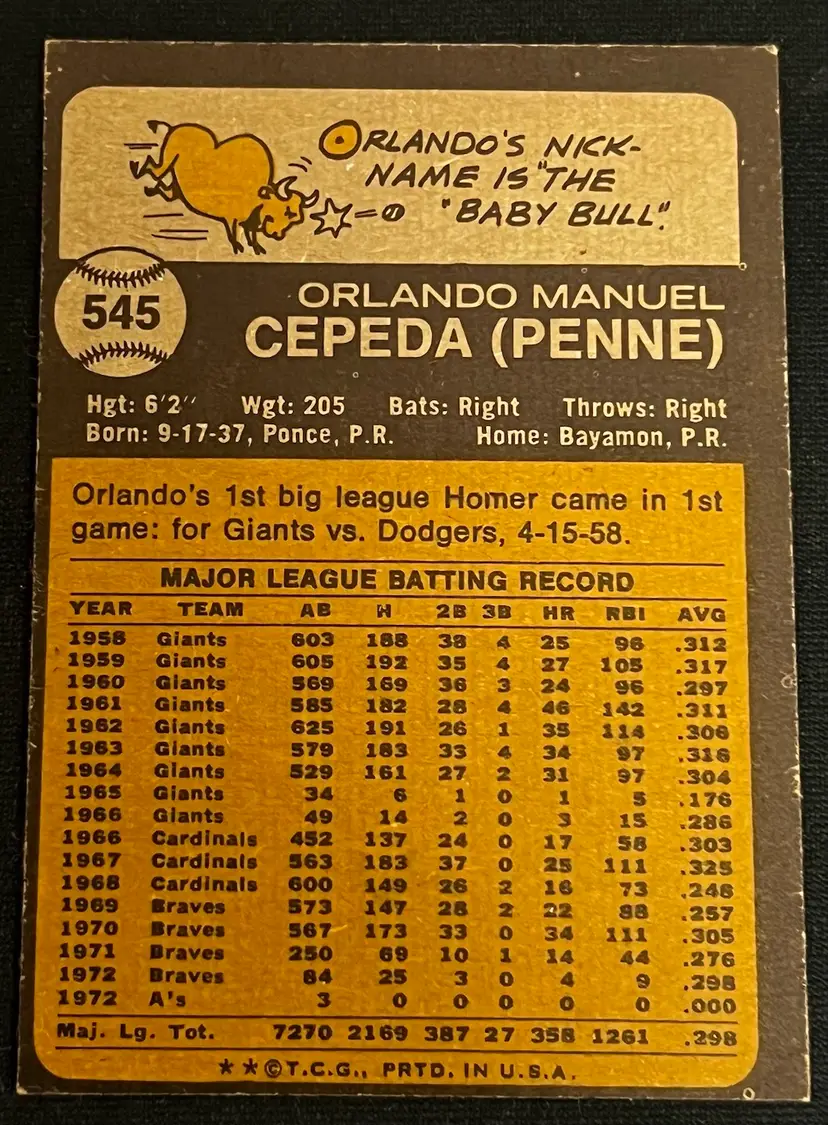 ORLANDO'S NICK-
NAME IS "THE
"BABY BULL".
545
ORLANDO MANUEL
CEPEDA (PENNE)
Hgt: 6'2" Wgt: 205 Bats: Right Throws: Right
Born: 9-17-37, Ponce, P.R. Home: Bayamon, P.R.
Orlando's 1st big league Homer came in 1st
game: for Giants vs. Dodgers, 4-15-58.
MAJOR LEAGUE BATTING RECORD
YEAR TEAM AB H 2B 3B HR RBI AVG
1958 Giants 603 188 38 4 25 96 .312
1959 Giants 605 192 35 4 27 105 .317
1960 Giants 569 169 36 3 24 96 .297
1961 Giants 585 182 28 4 46 142 .311
1962 Giants 625 191 26 1 35 114 .306
1963 Giants 579 183 33 4 34 97 .316
1964 Giants 529 161 27 2 31 97 .304
1965 Giants 34 6 1 0 1 5 .176
1966 Giants 49 14 2 0 3 15 .286
1966 Cardinals 452 137 24 0 17 58 .303
1967 Cardinals 563 183 37 0 25 111 .325
1968 Cardinals 600 149 26 2 16 73 .248
1969 Braves 573 147 28 2 22 88 .257
1970 Braves 567 173 33 0 34 111 .305
1971 Braves 250 69 10 1 14 44 .276
1972 Braves 84 25 3 0 4 9 .298
1972 A's 3 0 0 0 0 0 .000
Maj. Lg. Tot. 7270 2169 387 27 358 1261 .298
★★©T.C.G., PRTD. IN U.S.A.